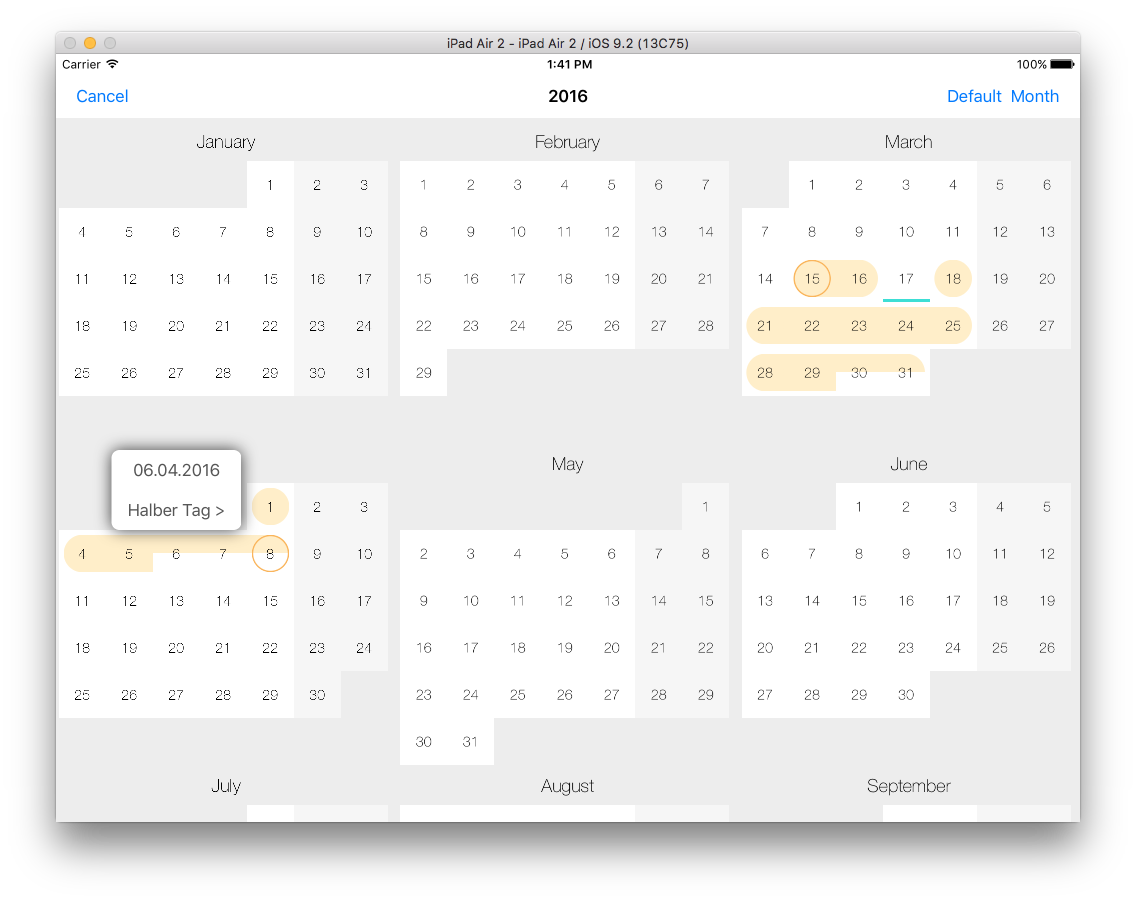 iPad Air 2 - iPad Air 2 / iOS 9.2 (13C75)
Carrier 1:41 PM 100%
Cancel 2016 Default Month
January
1 2 3
4 5 6 7 8 9 10
11 12 13 14 15 16 17
18 19 20 21 22 23 24
25 26 27 28 29 30 31
February
1 2 3 4 5 6 7
8 9 10 11 12 13 14
15 16 17 18 19 20 21
22 23 24 25 26 27 28
29
March
1 2 3 4 5 6
7 8 9 10 11 12 13
14 15 16 17 18 19 20
21 22 23 24 25 26 27
28 29 30 31
06.04.2016
Halber Tag >
1 2 3
4 5 6 7 8 9 10
11 12 13 14 15 16 17
18 19 20 21 22 23 24
25 26 27 28 29 30
May
1
2 3 4 5 6 7 8
9 10 11 12 13 14 15
16 17 18 19 20 21 22
23 24 25 26 27 28 29
30 31
June
1 2 3 4 5
6 7 8 9 10 11 12
13 14 15 16 17 18 19
20 21 22 23 24 25 26
27 28 29 30
July
August
September